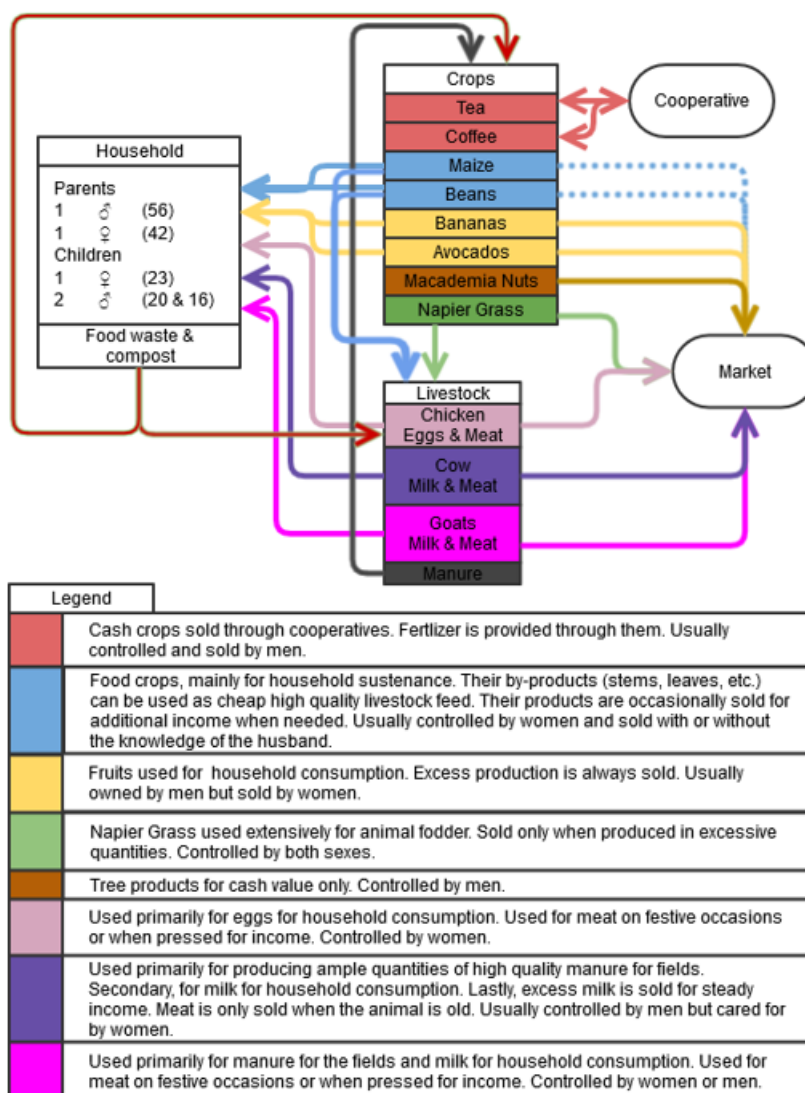 Crops
Tea
Coffee
Maize
Beans
Bananas
Avocados
Macademia Nuts
Napier Grass
Cooperative
Household
Parents
1 ♂ (56)
1 ♀ (42)
Children
1 ♀ (23)
2 ♂ (20 & 16)
Food waste &
compost
Market
Livestock
Chicken
Eggs & Meat
Cow
Milk & Meat
Goats
Milk & Meat
Manure
Legend
Cash crops sold through cooperatives. Fertlizer is provided through them. Usually
controlled and sold by men.
Food crops, mainly for household sustenance. Their by-products (stems, leaves, etc.)
can be used as cheap high quality livestock feed. Their products are occasionally sold for
additional income when needed. Usually controlled by women and sold with or without
the knowledge of the husband.
Fruits used for household consumption. Excess production is always sold. Usually
owned by men but sold by women.
Napier Grass used extensively for animal fodder. Sold only when produced in excessive
quantities. Controlled by both sexes.
Tree products for cash value only. Controlled by men.
Used primarily for eggs for household consumption. Used for meat on festive occasions
or when pressed for income. Controlled by women.
Used primarily for producing ample quantities of high quality manure for fields.
Secondary, for milk for household consumption. Lastly, excess milk is sold for steady
income. Meat is only sold when the animal is old. Usually controlled by men but cared for
by women.
Used primarily for manure for the fields and milk for household consumption. Used for
meat on festive occasions or when pressed for income. Controlled by women or men.